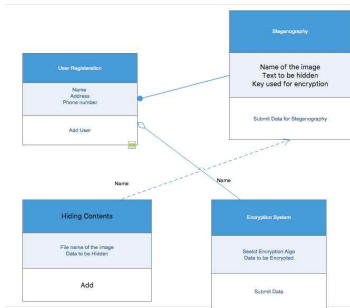 Steganography
Name of the image
Text to be hidden
Key used for encryption
Submit Data for Steganography
User Registeration
Name
Address
Phone number
Add User
Name
Name
Hiding Contents
File name of the image
Data to be Hidden
Add
Encryption System
Seelct Encryption Algo
Data to be Encrypted
Submit Data